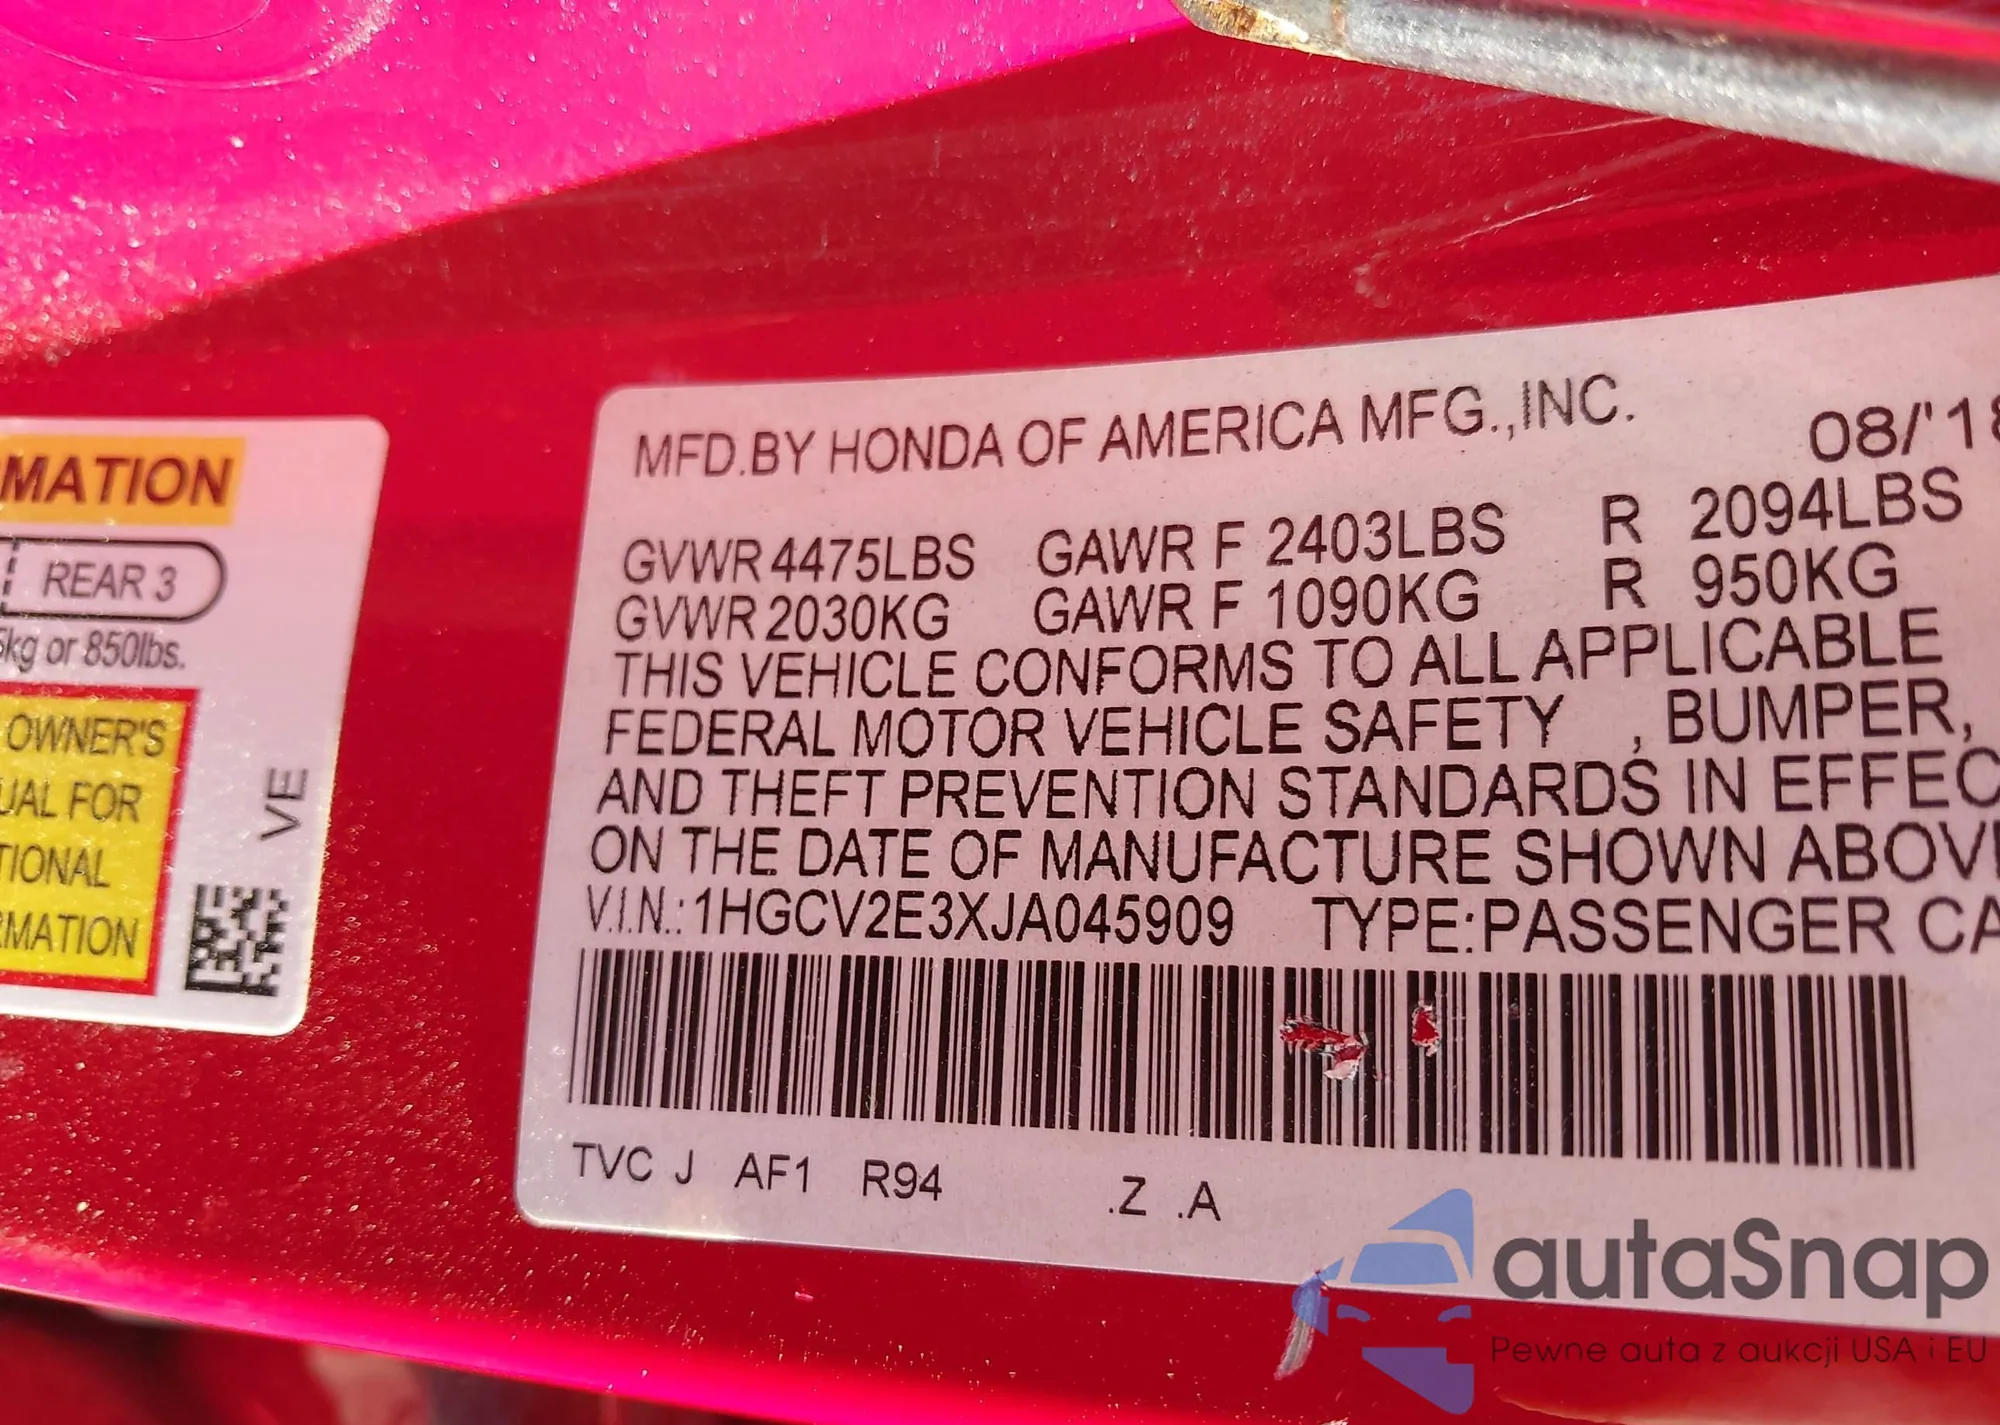 MATION
REAR 3
kg or 850lbs.
OWNER'S
UAL FOR
TIONAL
RMATION
VE
MFD.BY HONDA OF AMERICA MFG.,INC.
08/'18
GVWR 4475LBS GAWR F 2403LBS R 2094LBS
GVWR 2030KG GAWR F 1090KG R 950KG
THIS VEHICLE CONFORMS TO ALL APPLICABLE
FEDERAL MOTOR VEHICLE SAFETY , BUMPER,
AND THEFT PREVENTION STANDARDS IN EFFEC
ON THE DATE OF MANUFACTURE SHOWN ABOV
V.I.N.: 1HGCV2E3XJA045909 TYPE:PASSENGER CA
TVC J AF1 R94 .Z .A
autaSnap
Pewne auta z aukcji USA i EU